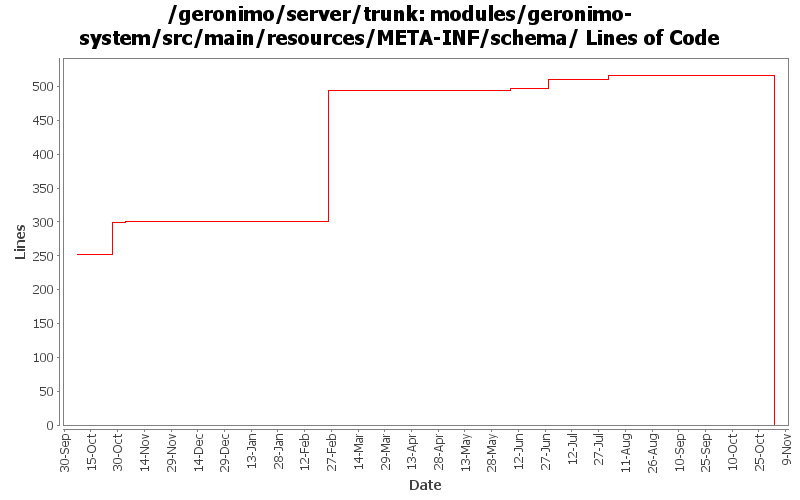 /geronimo/server/trunk: modules/geronimo-
system/src/main/resources/META-INF/schema/ Lines of Code
Lines
500
450
400
350
300
250
200
150
100
50
0
30-Sep
15-Oct
30-Oct
14-Nov
29-Nov
14-Dec
29-Dec
13-Jan
28-Jan
12-Feb
27-Feb
14-Mar
29-Mar
13-Apr
28-Apr
13-May
28-May
12-Jun
27-Jun
12-Jul
27-Jul
11-Aug
26-Aug
10-Sep
25-Sep
10-Oct
25-Oct
9-Nov
Date